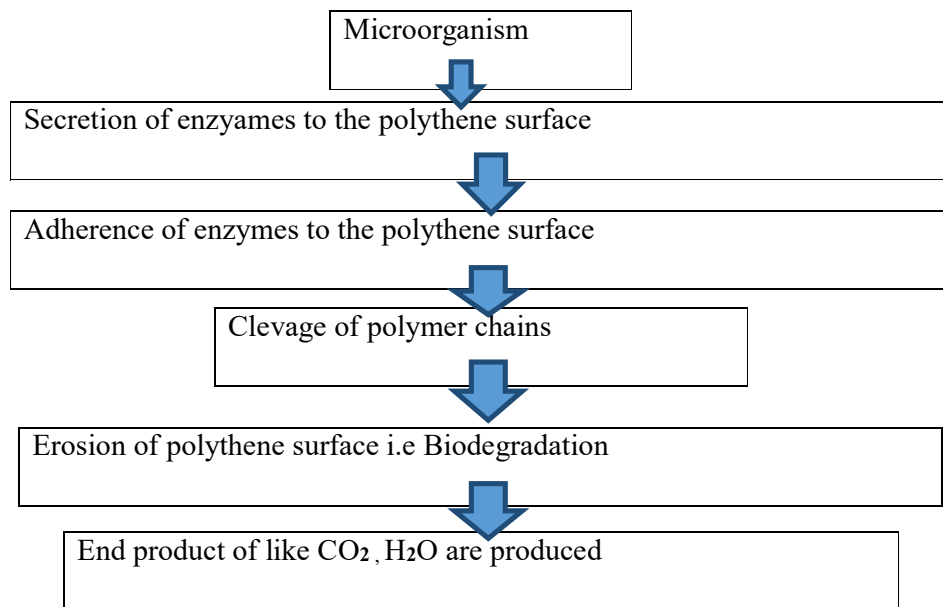 Microorganism
Secretion of enzyames to the polythene surface
Adherence of enzymes to the polythene surface
Clevage of polymer chains
Erosion of polythene surface i.e Biodegradation
End product of like CO₂ , H₂O are produced